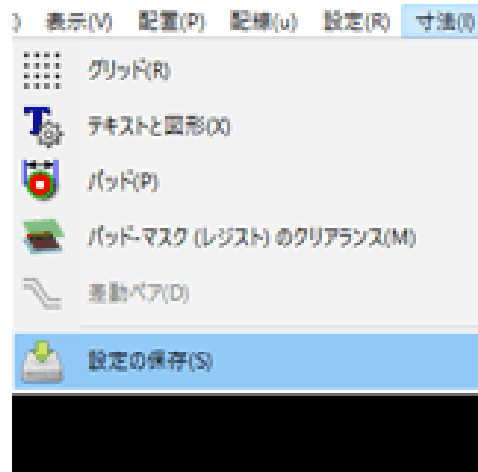 表示(V) 配置(P) 配線(u) 設定(R) 寸法(I)
グリッド(R)
テキストと図形(X)
パッド(P)
パッド-マスク (レジスト) のクリアランス(M)
差動ペア(D)
設定の保存(S)